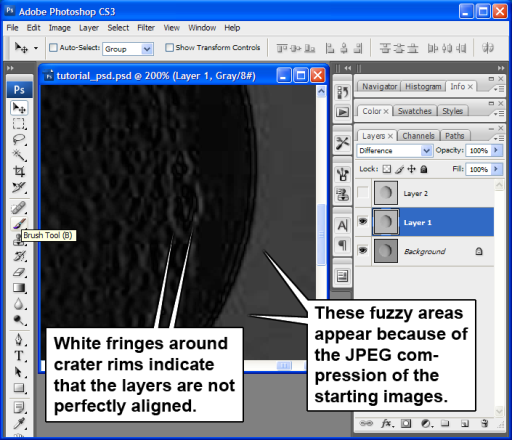 Adobe Photoshop CS3
File Edit Image Layer Select Filter View Window Help
Auto-Select: Group Show Transform Controls
tutorial_psd.psd @ 200% (Layer 1, Gray/8#)
Ps
Brush Tool (B)
Navigator Histogram Info ×
Color × Swatches Styles
Layers × Channels Paths
Difference Opacity: 100%
Lock: Fill: 100%
Layer 2
Layer 1
Background
White fringes around
crater rims indicate
that the layers are not
perfectly aligned.
These fuzzy areas
appear because of
the JPEG com-
pression of the
starting images.